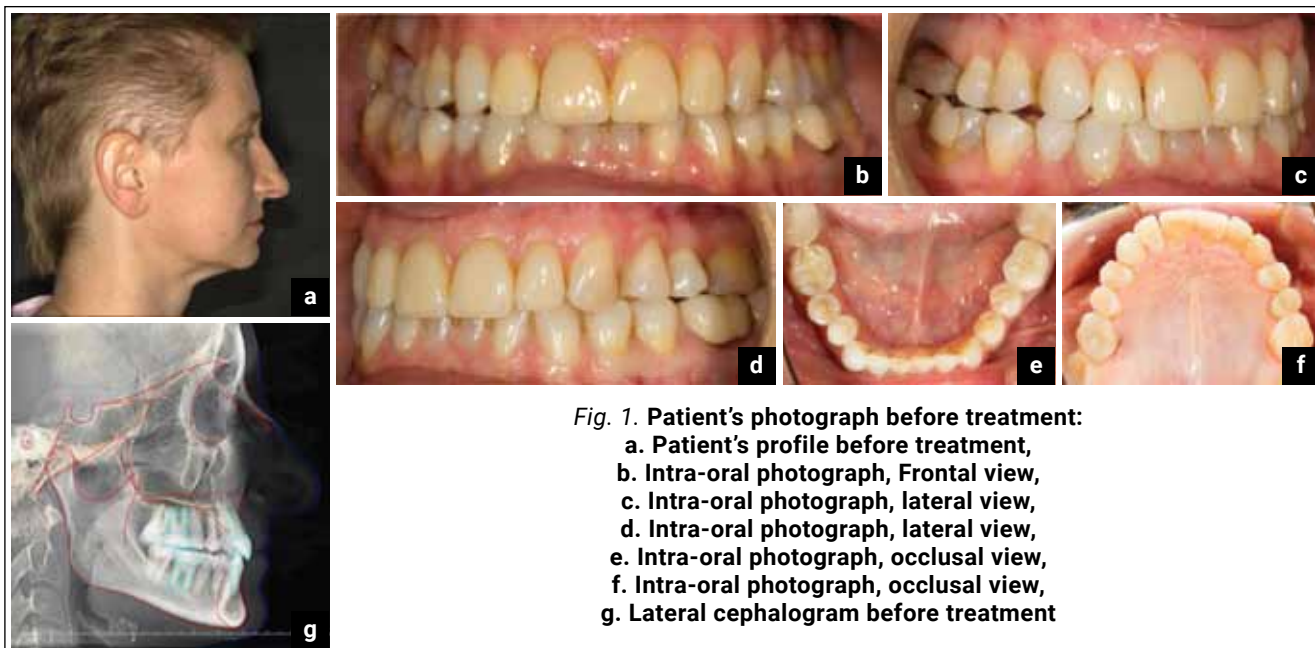 a
b
c
d
e
f
g
Fig. 1. Patient's photograph before treatment:
a. Patient's profile before treatment,
b. Intra-oral photograph, Frontal view,
c. Intra-oral photograph, lateral view,
d. Intra-oral photograph, lateral view,
e. Intra-oral photograph, occlusal view,
f. Intra-oral photograph, occlusal view,
g. Lateral cephalogram before treatment